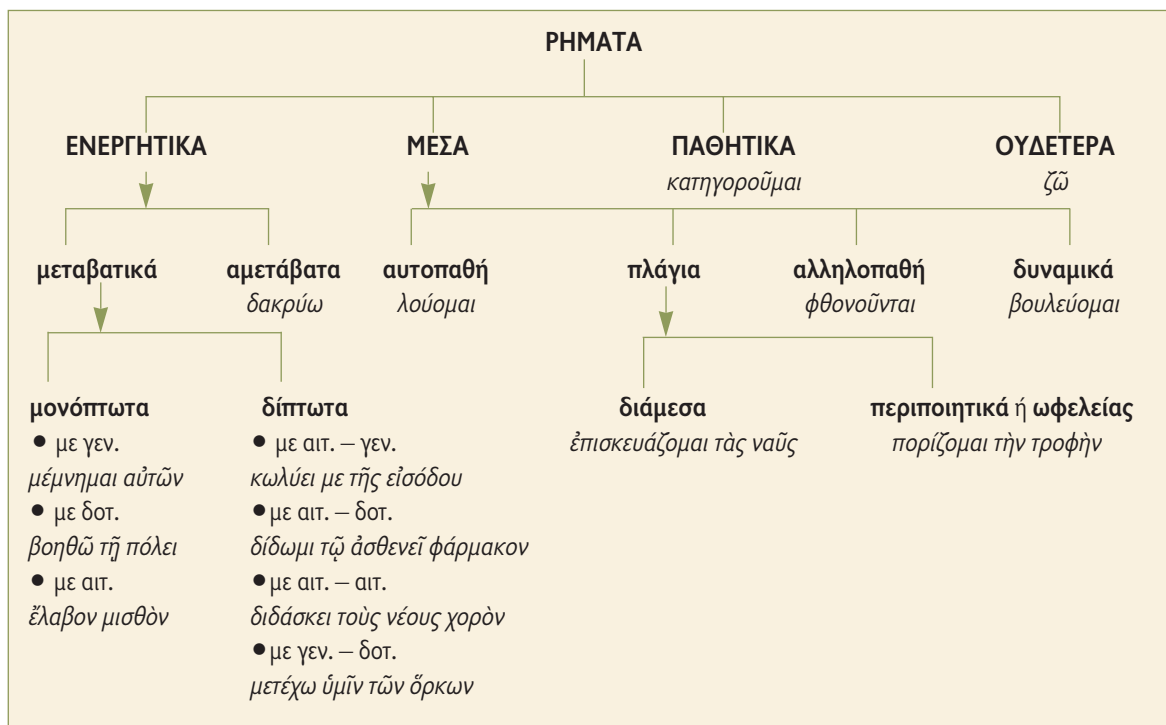 ΡΗΜΑΤΑ
ΕΝΕΡΓΗΤΙΚΑ ΜΕΣΑ ΠΑΘΗΤΙΚΑ ΟΥΔΕΤΕΡΑ
κατηγοροῦμαι ζῶ
μεταβατικά αμετάβατα αυτοπαθή πλάγια αλληλοπαθή δυναμικά
δακρύω λούομαι φθονοῦνται βουλεύομαι
μονόπτωτα δίπτωτα διάμεσα περιποιητικά ή ωφελείας
• με γεν. • με αιτ. – γεν. ἐπισκευάζομαι τὰς ναῦς πορίζομαι τὴν τροφὴν
μέμνημαι αὐτῶν κωλύει με τῆς εἰσόδου
• με δοτ. • με αιτ. – δοτ.
βοηθῶ τῇ πόλει δίδωμι τῷ ἀσθενεῖ φάρμακον
• με αιτ. • με αιτ. – αιτ.
ἔλαβον μισθὸν διδάσκει τοὺς νέους χορὸν
• με γεν. – δοτ.
μετέχω ὑμῖν τῶν ὅρκων